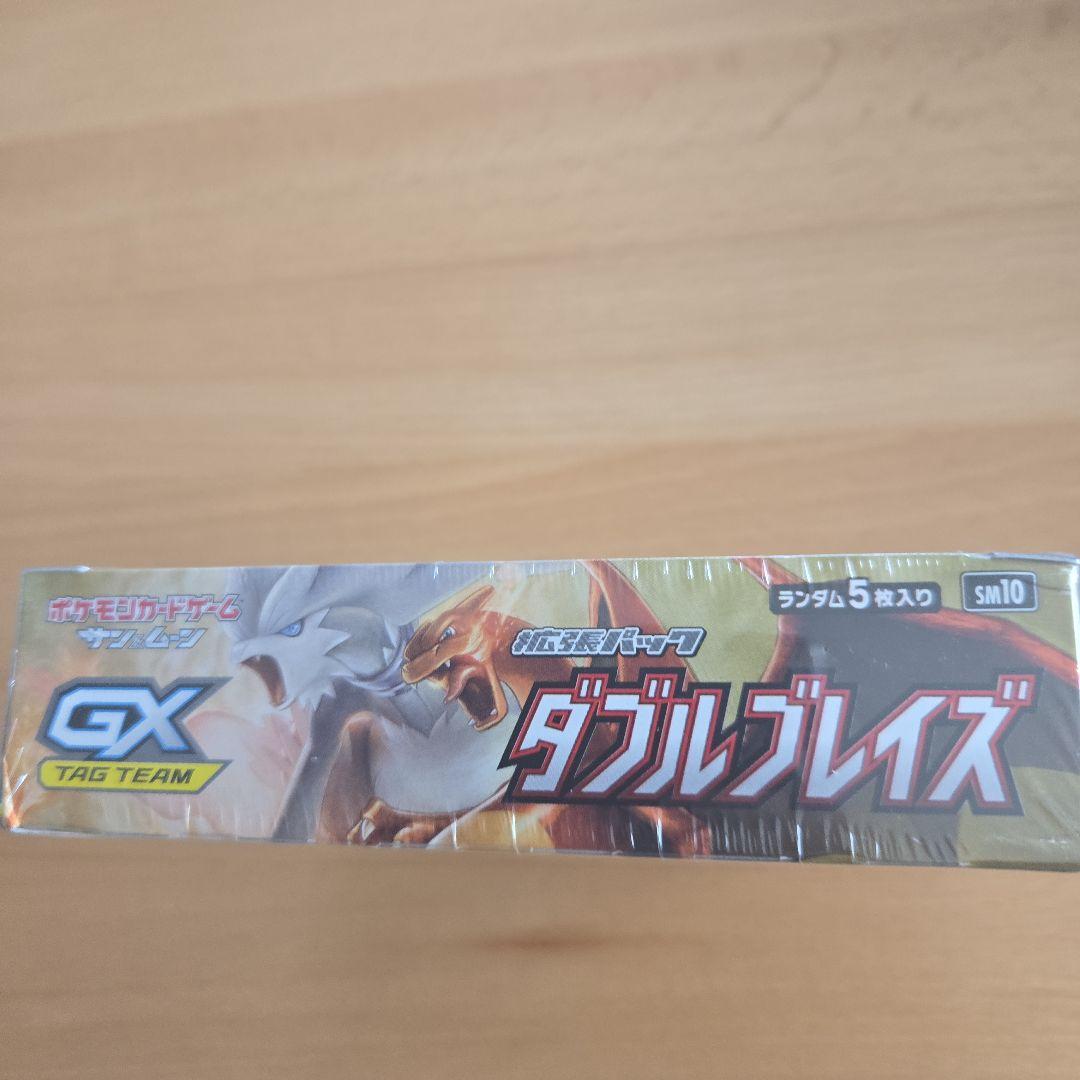 ポケモンカードゲーム
サン&ムーン
GX
TAG TEAM
拡張パック
ダブルブレイズ
ランダム5枚入り
SM10